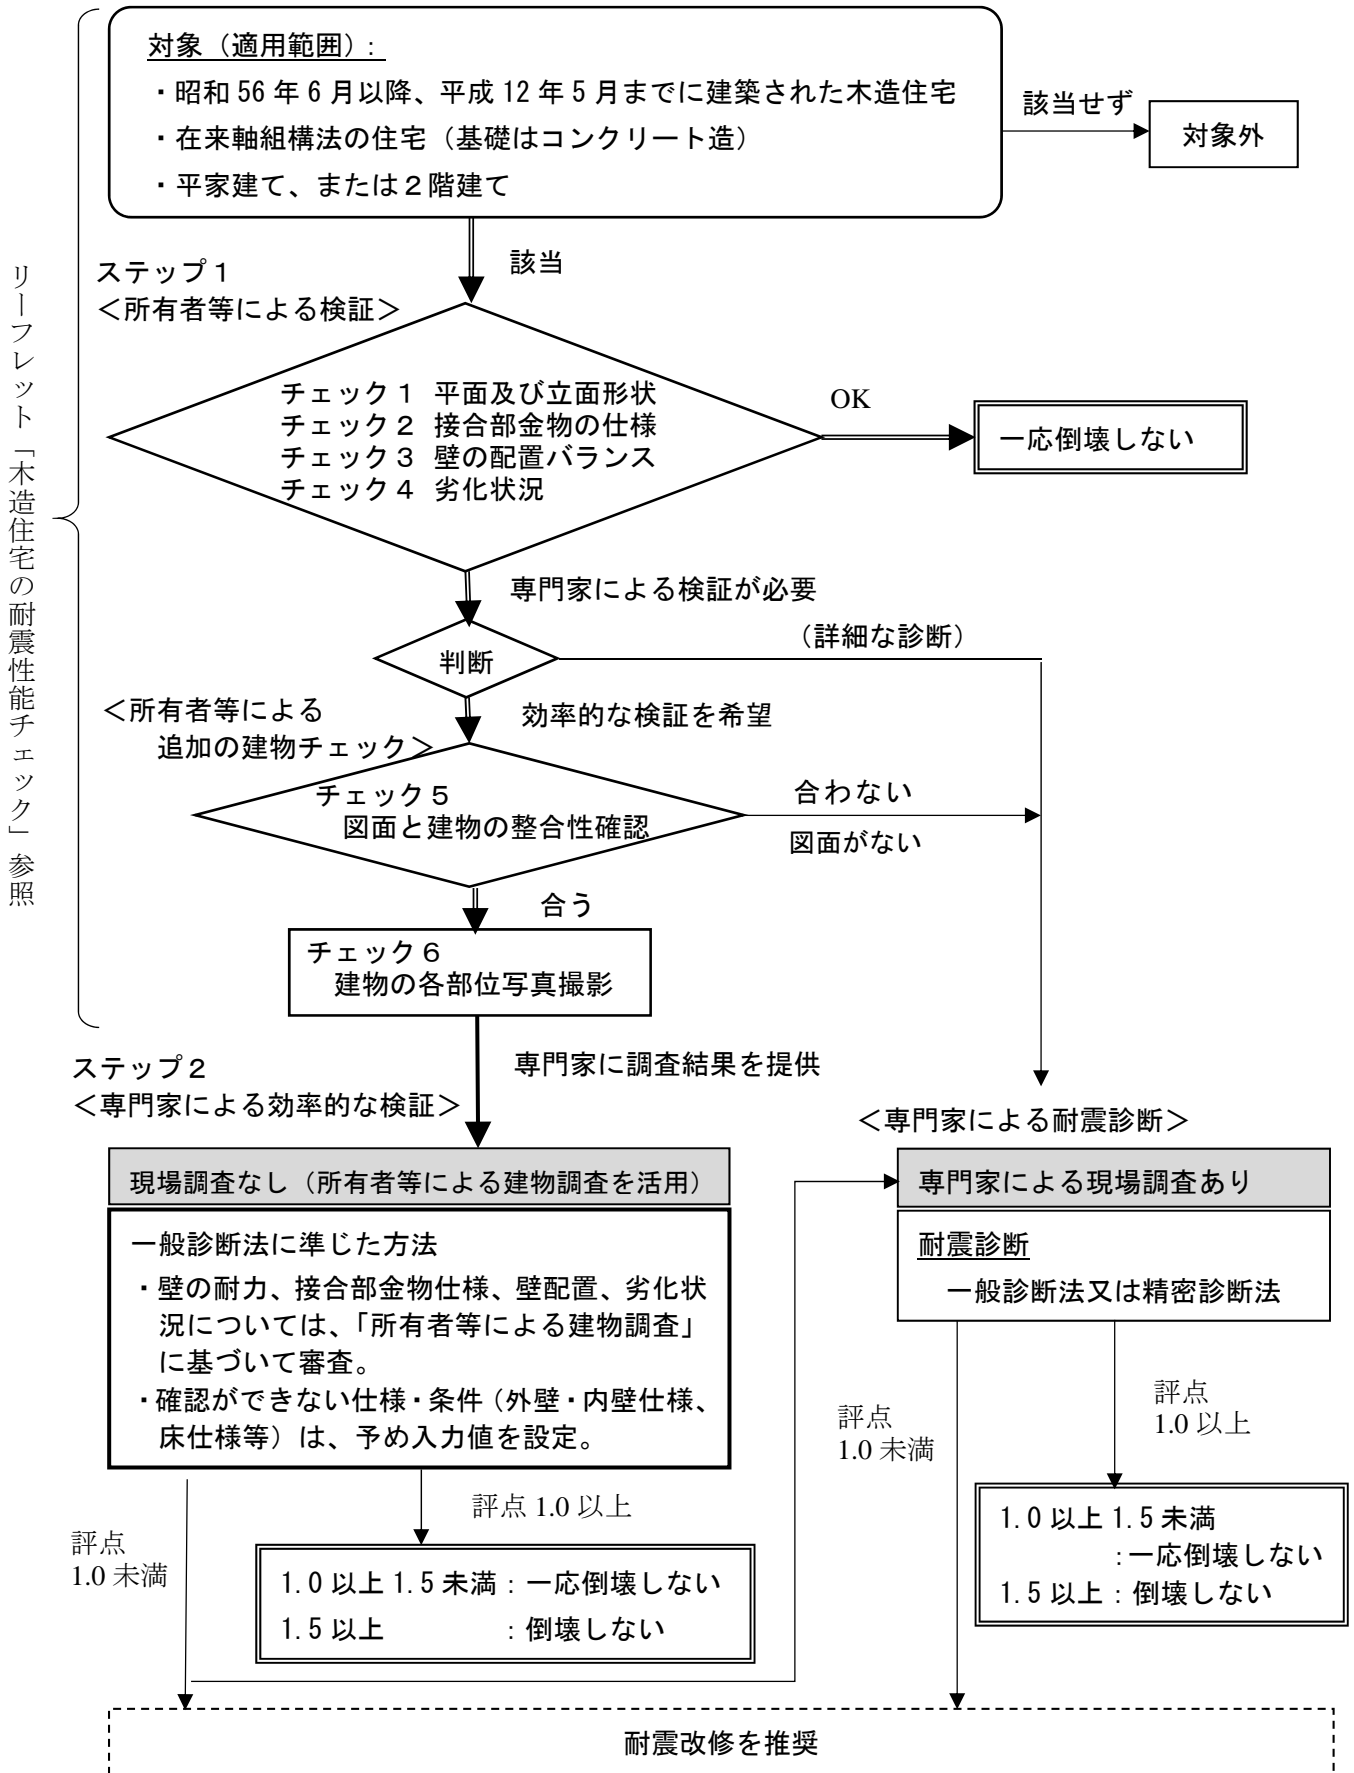 対象（適用範囲）：
・昭和 56 年 6 月以降、平成 12 年 5 月までに建築された木造住宅
・在来軸組構法の住宅（基礎はコンクリート造）
・平家建て、または２階建て
該当せず
対象外
該当
リーフレット「木造住宅の耐震性能チェック」参照
ステップ１
＜所有者等による検証＞
チェック１ 平面及び立面形状
チェック２ 接合部金物の仕様
チェック３ 壁の配置バランス
チェック４ 劣化状況
OK
一応倒壊しない
専門家による検証が必要
判断
（詳細な診断）
＜所有者等による
追加の建物チェック＞
効率的な検証を希望
チェック５
図面と建物の整合性確認
合わない
図面がない
合う
チェック６
建物の各部位写真撮影
ステップ２
＜専門家による効率的な検証＞
専門家に調査結果を提供
＜専門家による耐震診断＞
現場調査なし（所有者等による建物調査を活用）
一般診断法に準じた方法
・壁の耐力、接合部金物仕様、壁配置、劣化状
況については、「所有者等による建物調査」
に基づいて審査。
・確認ができない仕様・条件（外壁・内壁仕様、
床仕様等）は、予め入力値を設定。
専門家による現場調査あり
耐震診断
一般診断法又は精密診断法
評点
1.0 未満
評点 1.0 以上
1.0 以上 1.5 未満：一応倒壊しない
1.5 以上 ：倒壊しない
評点
1.0 未満
評点
1.0 以上
1.0 以上 1.5 未満
：一応倒壊しない
1.5 以上：倒壊しない
耐震改修を推奨